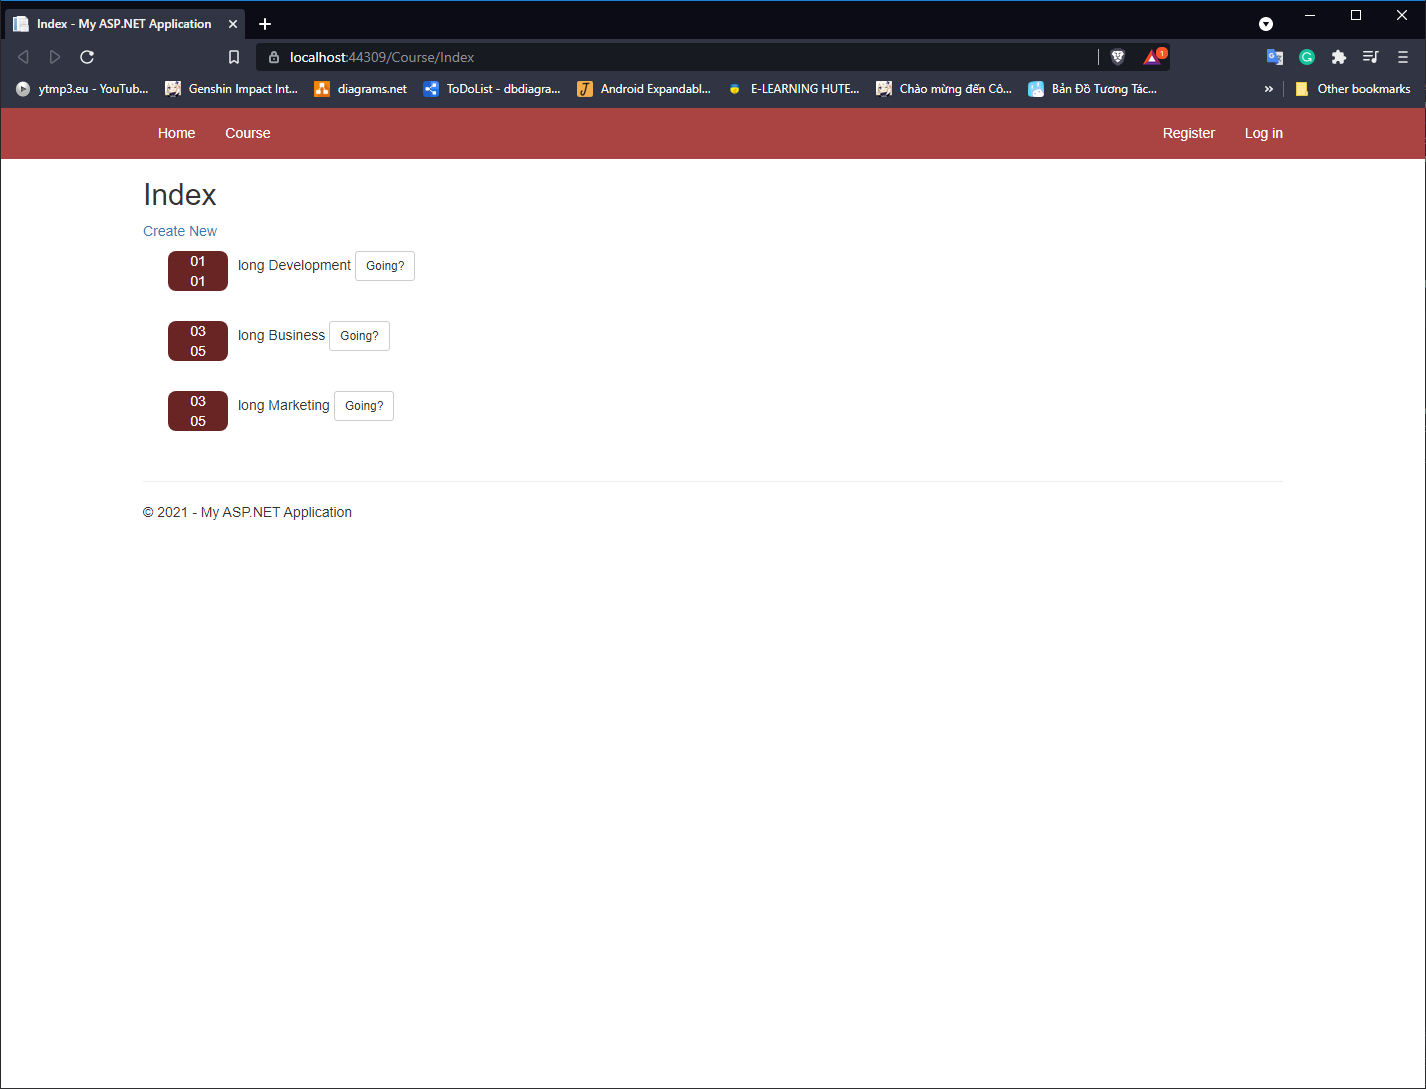 Index - My ASP.NET Application
localhost:44309/Course/Index
1
ytmp3.eu - YouTub...
Genshin Impact Int...
diagrams.net
ToDoList - dbdiagra...
Android Expandabl...
E-LEARNING HUTE...
Chào mừng đến Cô...
Bản Đồ Tương Tác...
Other bookmarks
Home Course Register Log in
Index
Create New
01
01
long Development Going?
03
05
long Business Going?
03
05
long Marketing Going?
© 2021 - My ASP.NET Application